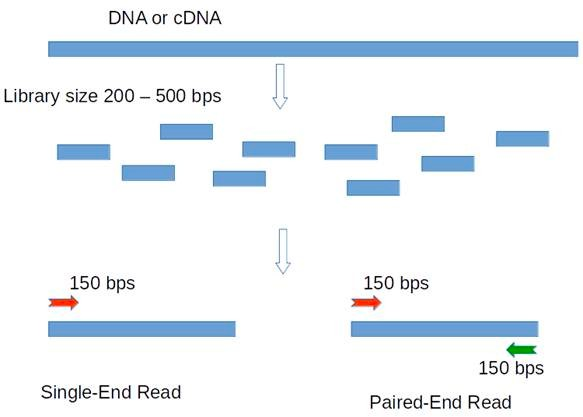 DNA or cDNA
Library size 200 – 500 bps
150 bps
150 bps
150 bps
Single-End Read
Paired-End Read